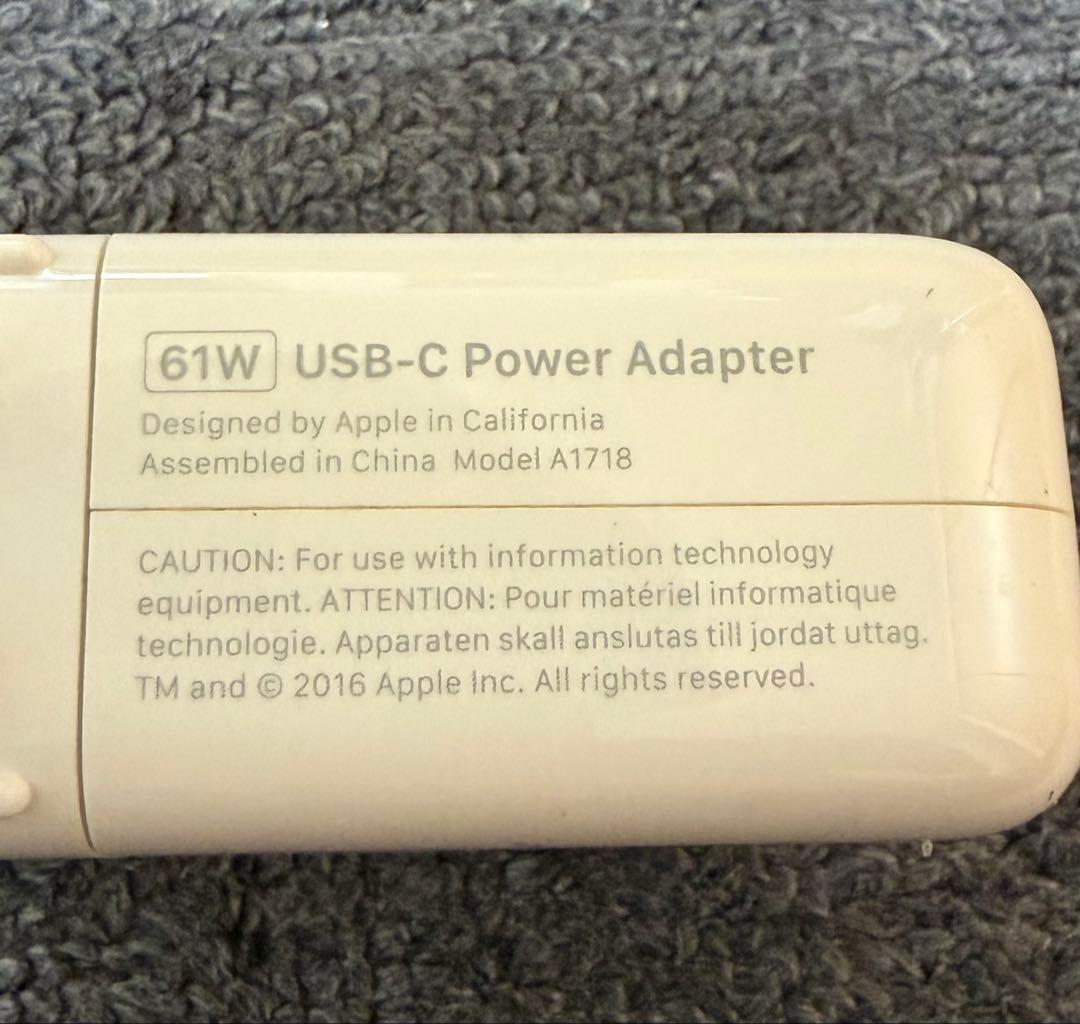 61W USB-C Power Adapter
Designed by Apple in California
Assembled in China Model A1718
CAUTION: For use with information technology
equipment. ATTENTION: Pour matériel informatique
technologie. Apparaten skall anslutas till jordat uttag.
TM and © 2016 Apple Inc. All rights reserved.